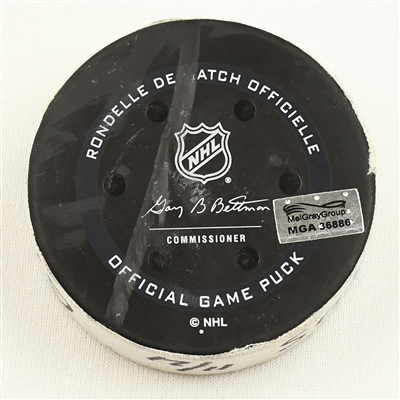 RONDELLE DE MATCH OFFICIELLE
NHL
Gary B Bettman
COMMISSIONER
MeiGrayGroup
MGA 36886
OFFICIAL GAME PUCK
© NHL